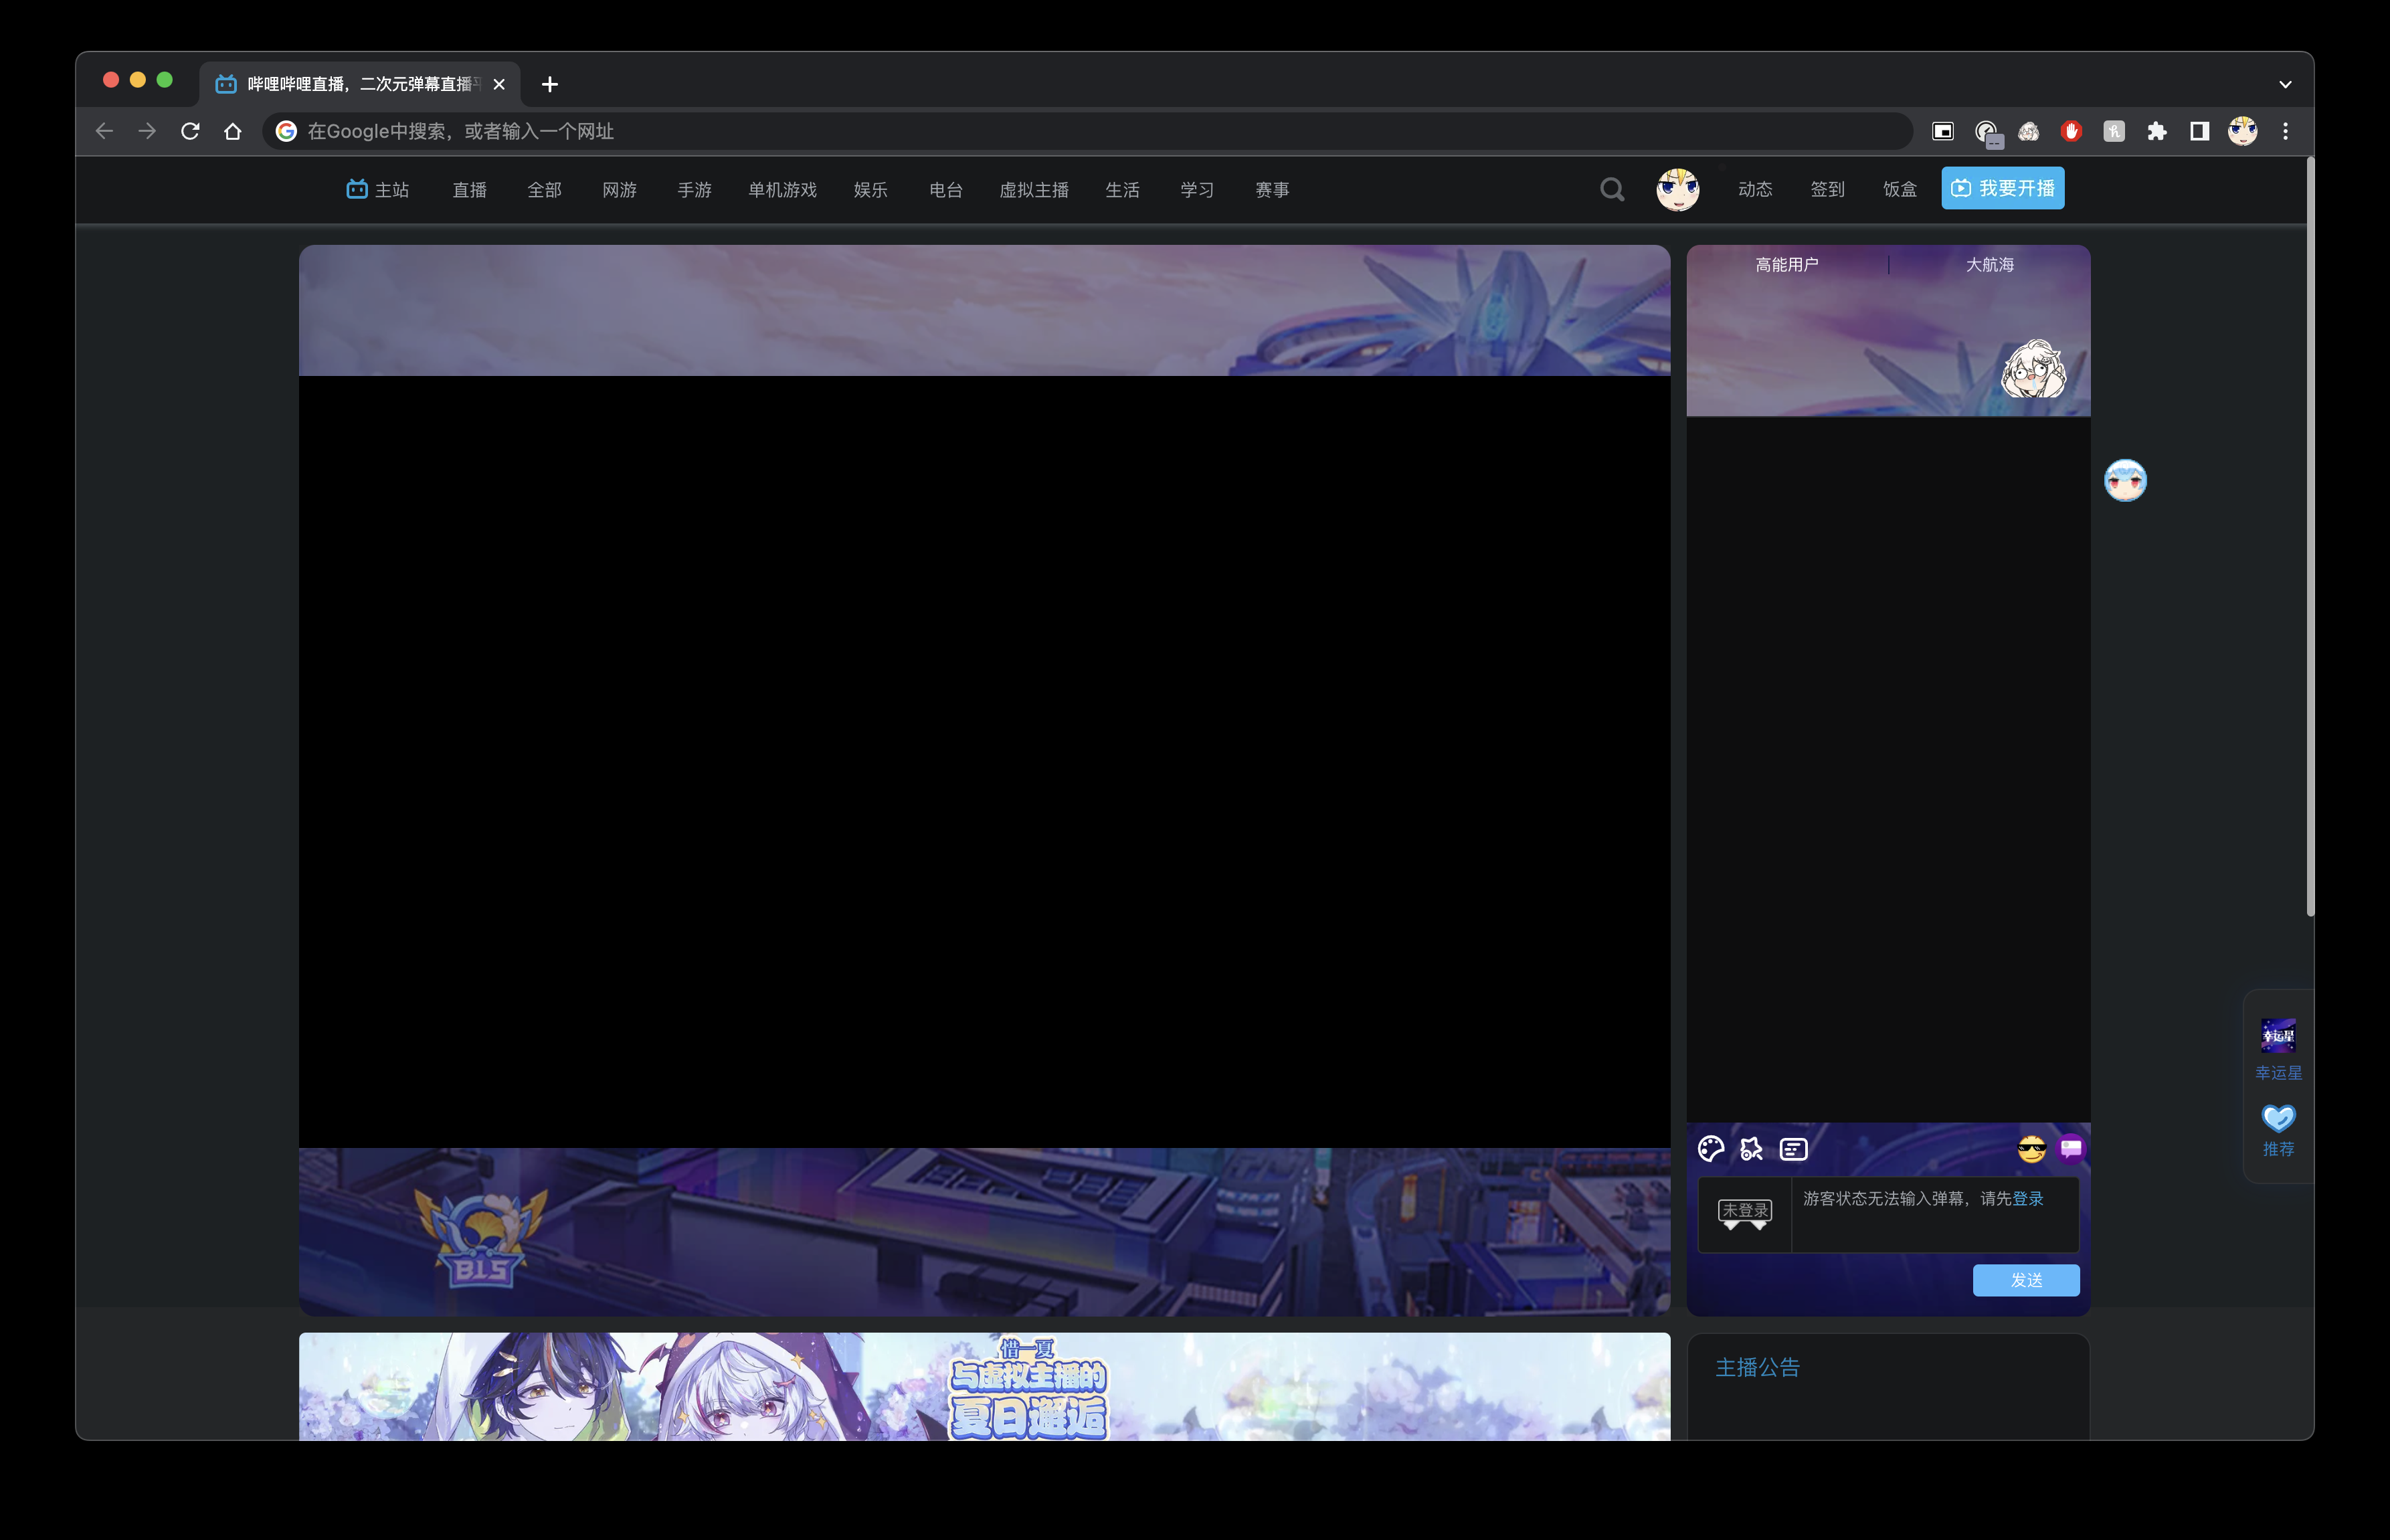 哔哩哔哩直播，二次元弹幕直播
在Google中搜索，或者输入一个网址
主站 直播 全部 网游 手游 单机游戏 娱乐 电台 虚拟主播 生活 学习 赛事 动态 签到 饭盒 我要开播
高能用户 大航海
幸运星
幸运星
推荐
BLS
未登录 游客状态无法输入弹幕，请先登录
发送
惜一夏
与虚拟主播的
夏日邂逅
主播公告